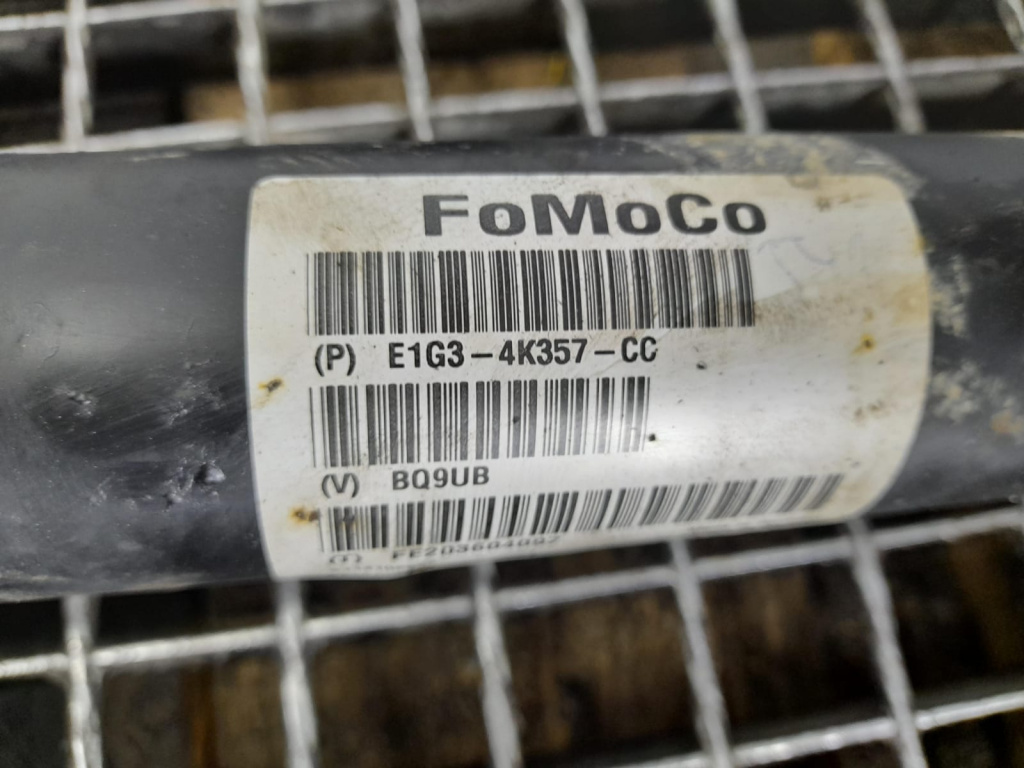 FoMoCo
(P) E1G3-4K357-CC
(V) BQ9UB